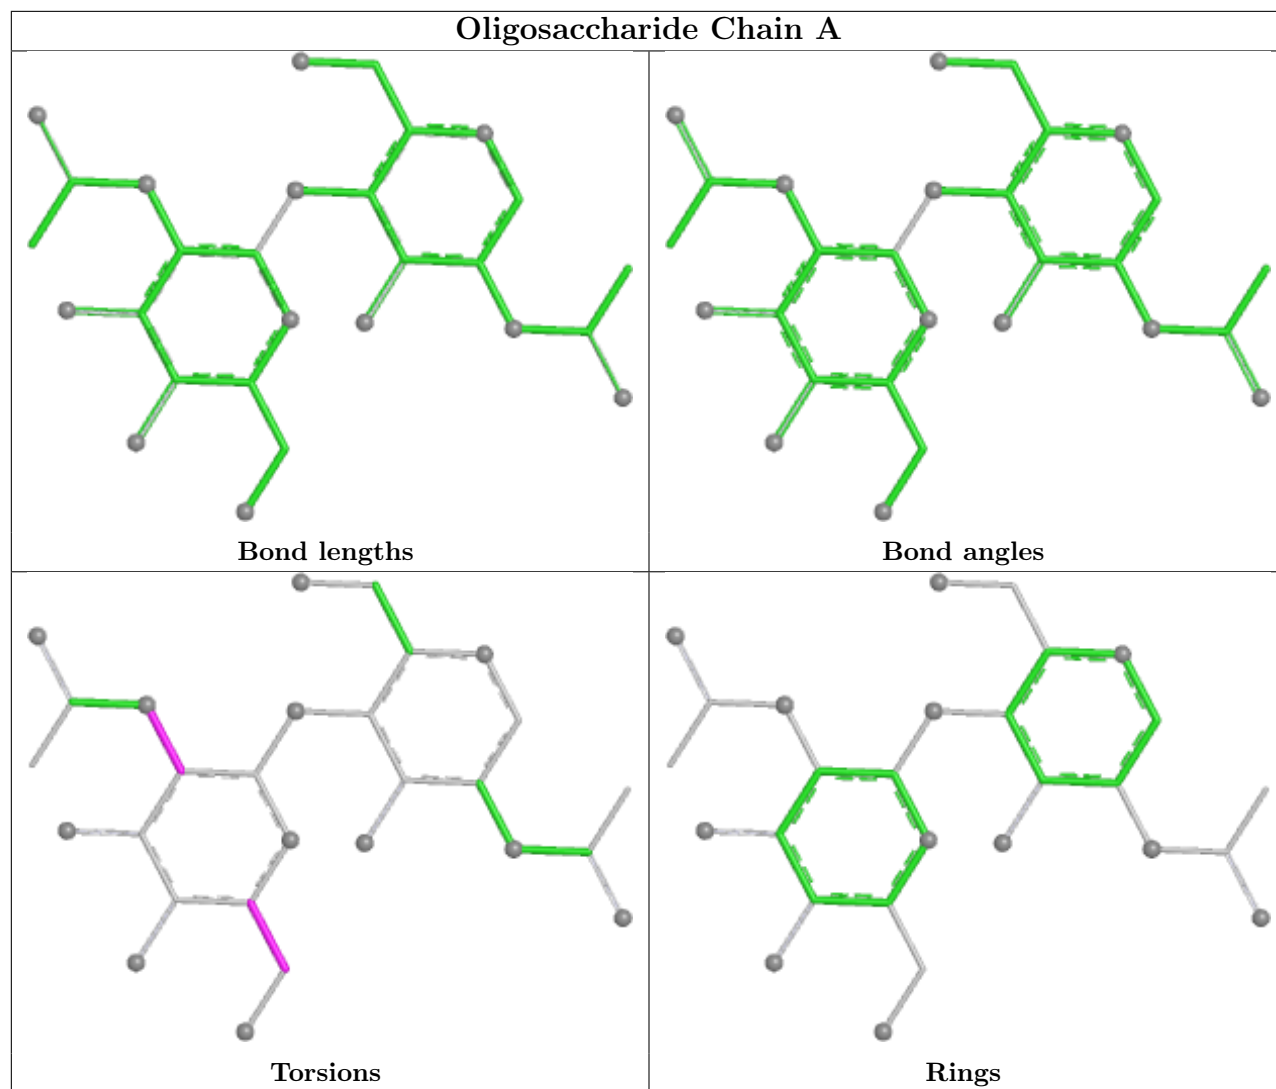 Oligosaccharide Chain A
Bond lengths
Bond angles
Torsions
Rings